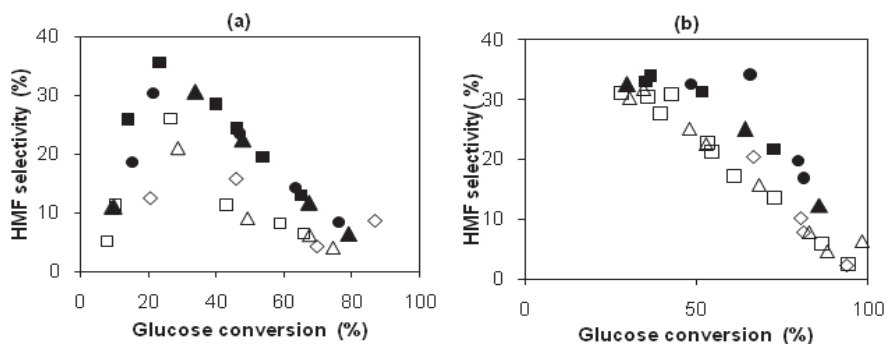 (a)
HMF selectivity (%)
40
30
20
10
0
0 20 40 60 80 100
Glucose conversion (%)
(b)
HMF selectivity( %)
40
30
20
10
0
0 50 100
Glucose conversion (%)